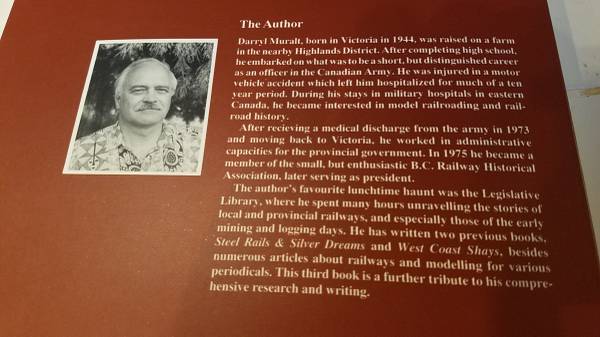 The Author
Darryl Muralt, born in Victoria in 1944, was raised on a farm
in the nearby Highlands District. After completing high school,
he embarked on what was to be a short, but distinguished career
as an officer in the Canadian Army. He was injured in a motor
vehicle accident which left him hospitalized for much of a ten
year period. During his stays in military hospitals in eastern
Canada, he became interested in model railroading and rail-
road history.
After recieving a medical discharge from the army in 1973
and moving back to Victoria, he worked in administrative
capacities for the provincial government. In 1975 he became a
member of the small, but enthusiastic B.C. Railway Historical
Association, later serving as president.
The author's favourite lunchtime haunt was the Legislative
Library, where he spent many hours unravelling the stories of
local and provincial railways, and especially those of the early
mining and logging days. He has written two previous books,
Steel Rails & Silver Dreams and West Coast Shays, besides
numerous articles about railways and modelling for various
periodicals. This third book is a further tribute to his compre-
hensive research and writing.